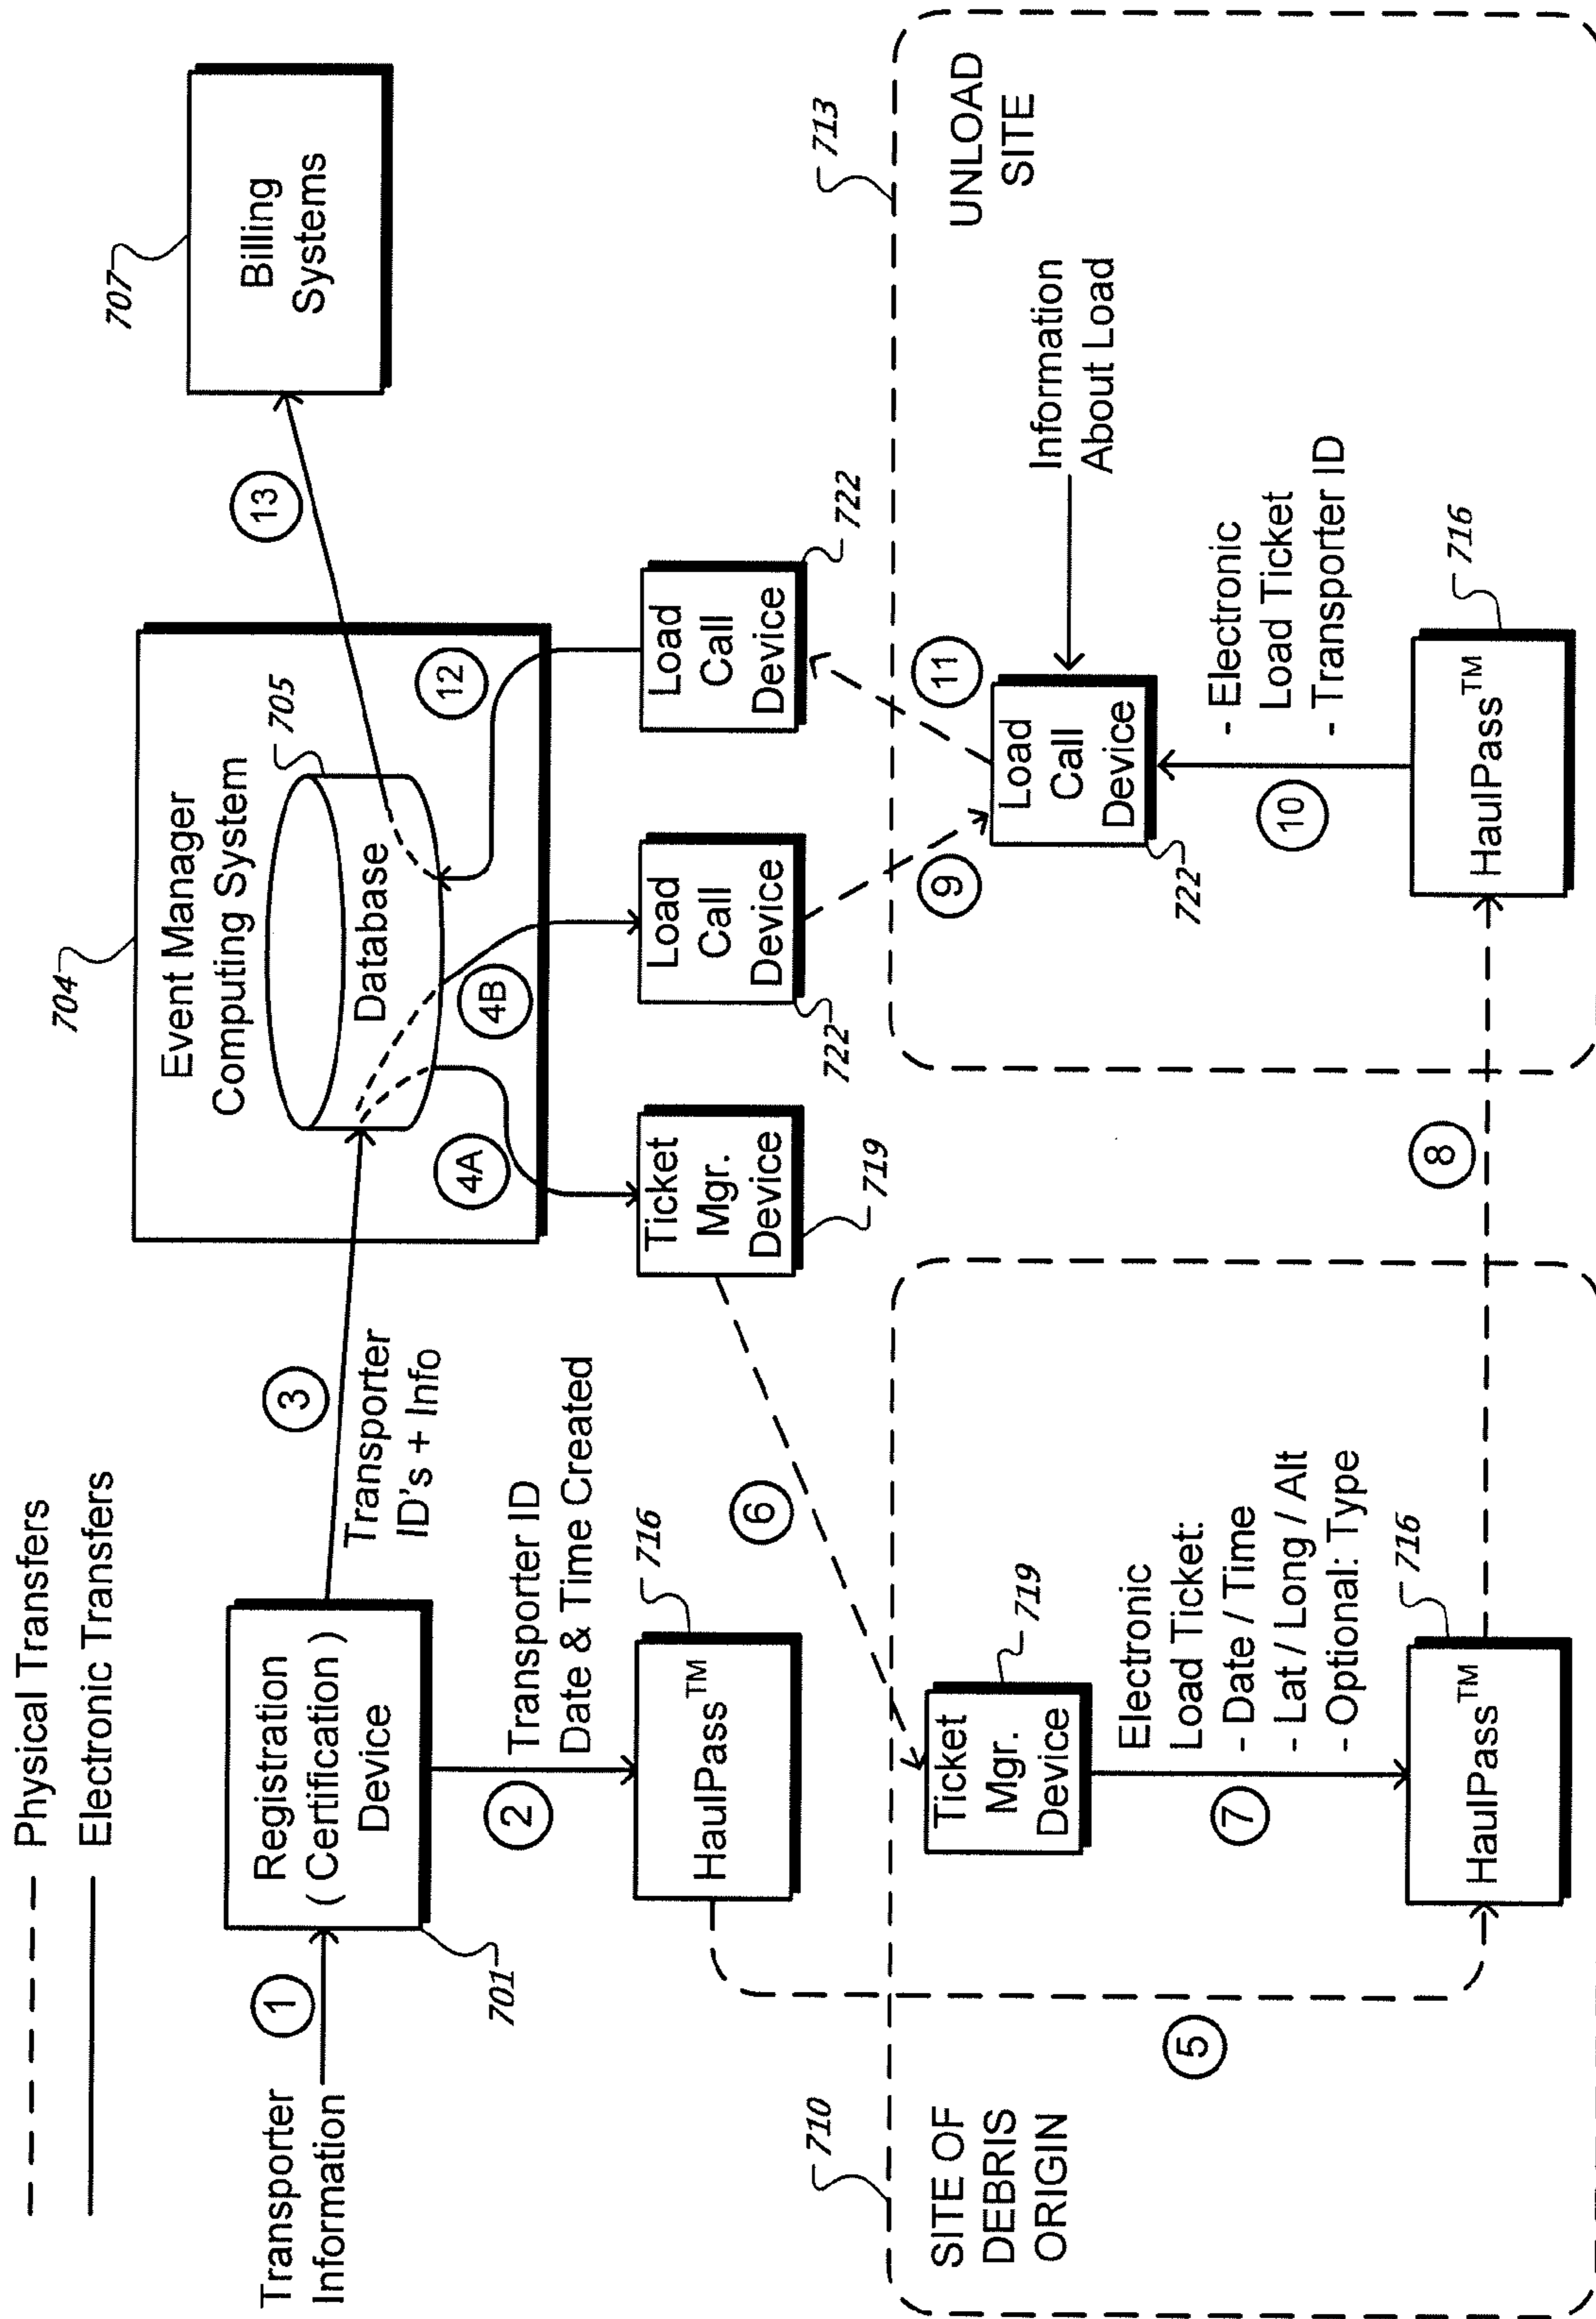 Physical Transfers
Electronic Transfers
Transporter
Information
1
Registration
( Certification )
Device
701
2
Transporter ID
Date & Time Created
HaulPass™
716
3
Transporter
ID's + Info
704
Event Manager
Computing System
705
Database
4A
4B
12
13
707
Billing
Systems
Ticket
Mgr.
Device
719
Load
Call
Device
722
Load
Call
Device
722
5
6
710
SITE OF
DEBRIS
ORIGIN
Ticket
Mgr.
Device
719
7
Electronic
Load Ticket:
- Date / Time
- Lat / Long / Alt
- Optional: Type
HaulPass™
716
8
713
UNLOAD
SITE
9
11
Load
Call
Device
722
Information
About Load
10
- Electronic
Load Ticket
- Transporter ID
HaulPass™
716